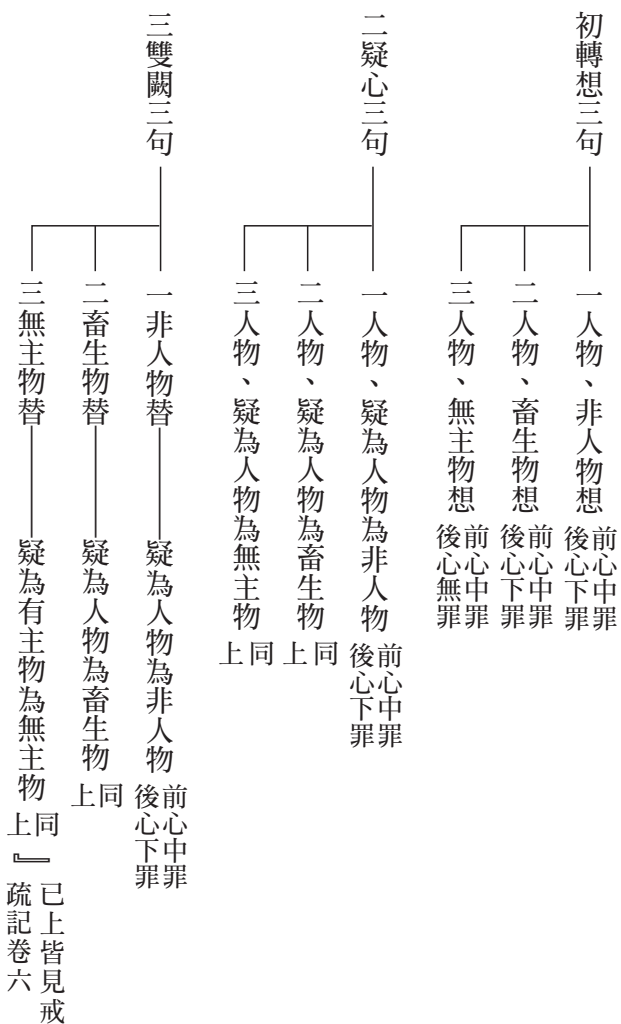 初轉想三句
一人物、非人物想
前心中罪
後心下罪
二人物、畜生物想
前心中罪
後心下罪
三人物、無主物想
前心中罪
後心無罪
二疑心三句
一人物、疑為人物為非人物
前心中罪
後心下罪
二人物、疑為人物為畜生物
同
上
三人物、疑為人物為無主物
同
上
三雙闕三句
一非人物替
疑為人物為非人物
前心中罪
後心下罪
二畜生物替
疑為人物為畜生物
同
上
三無主物替
疑為有主物為無主物
同
上
』
已上皆見戒
疏記卷六